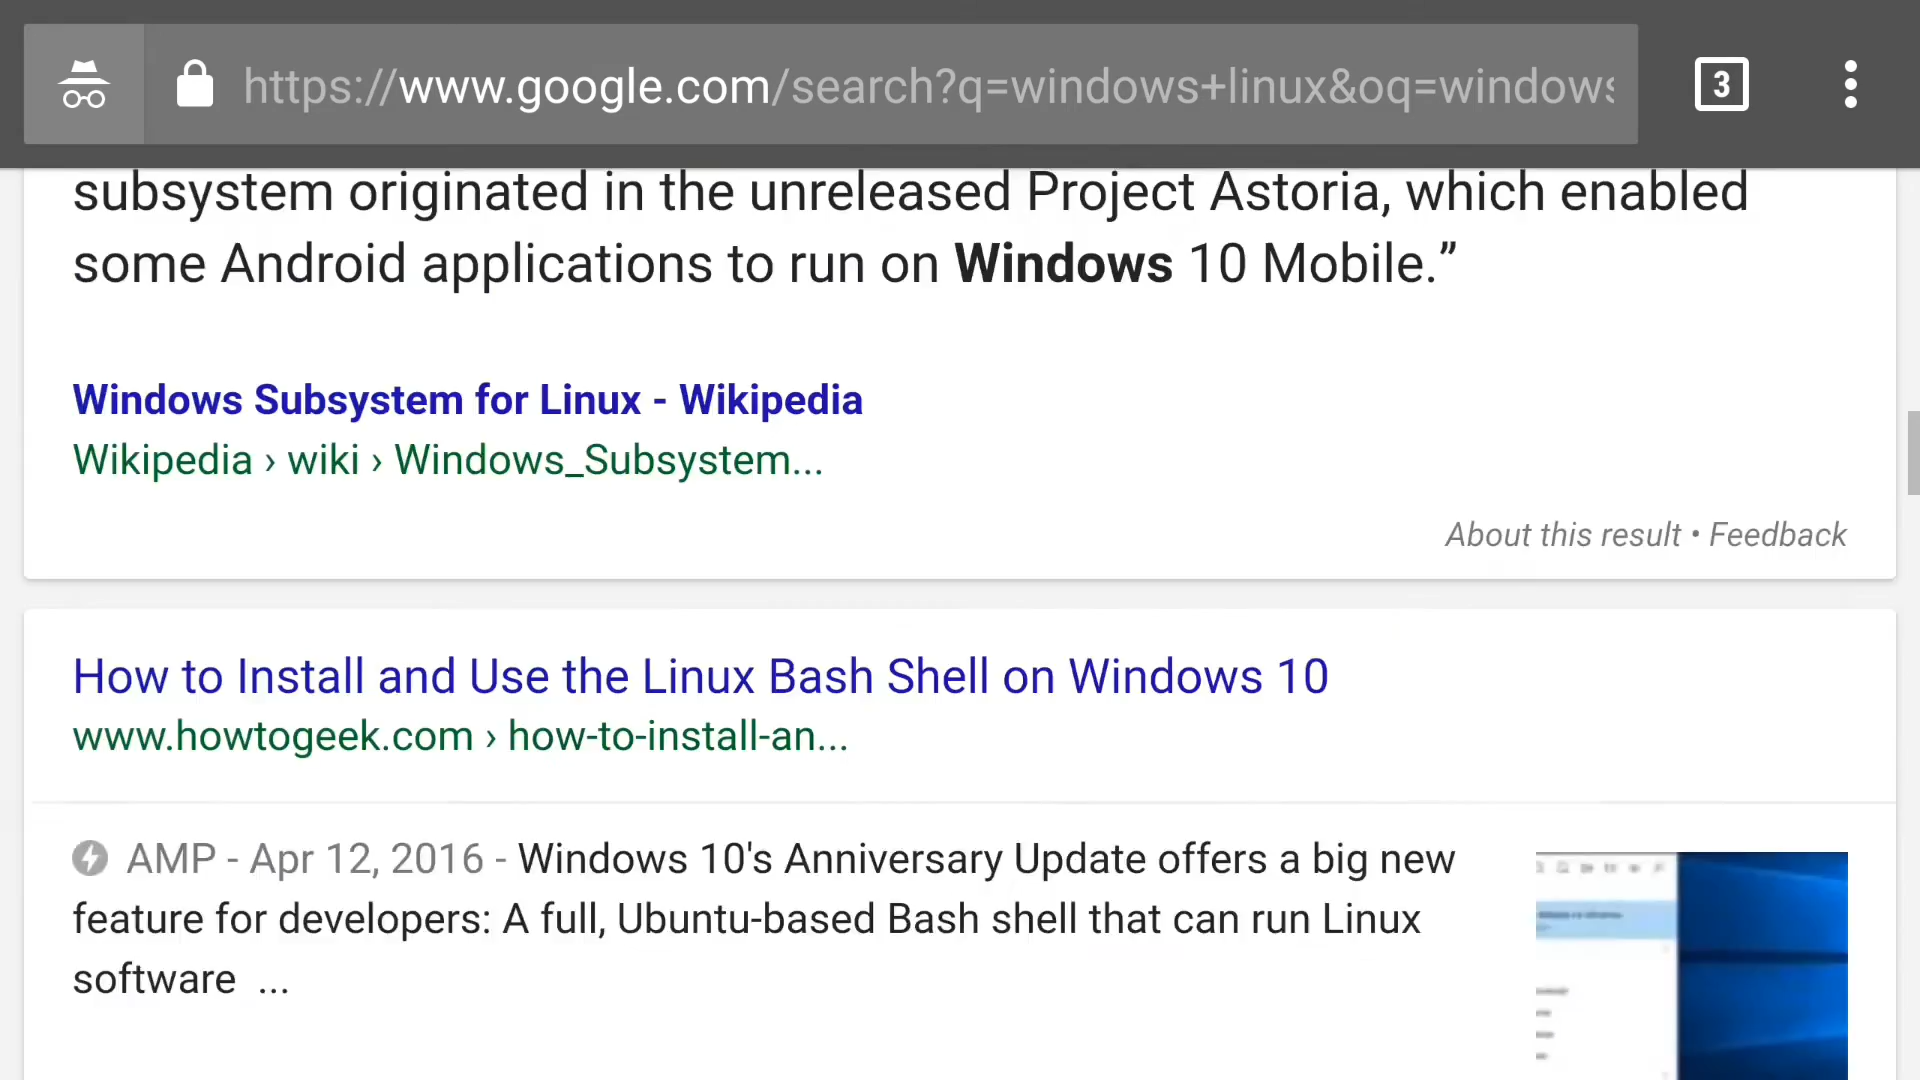 https://www.google.com/search?q=windows+linux&oq=windows
3
subsystem originated in the unreleased Project Astoria, which enabled
some Android applications to run on Windows 10 Mobile.”
Windows Subsystem for Linux - Wikipedia
Wikipedia › wiki › Windows_Subsystem...
About this result • Feedback
How to Install and Use the Linux Bash Shell on Windows 10
www.howtogeek.com › how-to-install-an...
AMP - Apr 12, 2016 - Windows 10's Anniversary Update offers a big new
feature for developers: A full, Ubuntu-based Bash shell that can run Linux
software ...